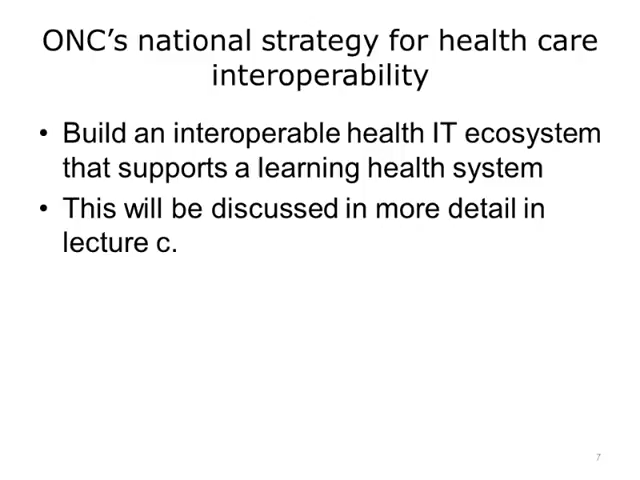 ONC’s national strategy for health care
interoperability
• Build an interoperable health IT ecosystem
that supports a learning health system
• This will be discussed in more detail in
lecture c.
7